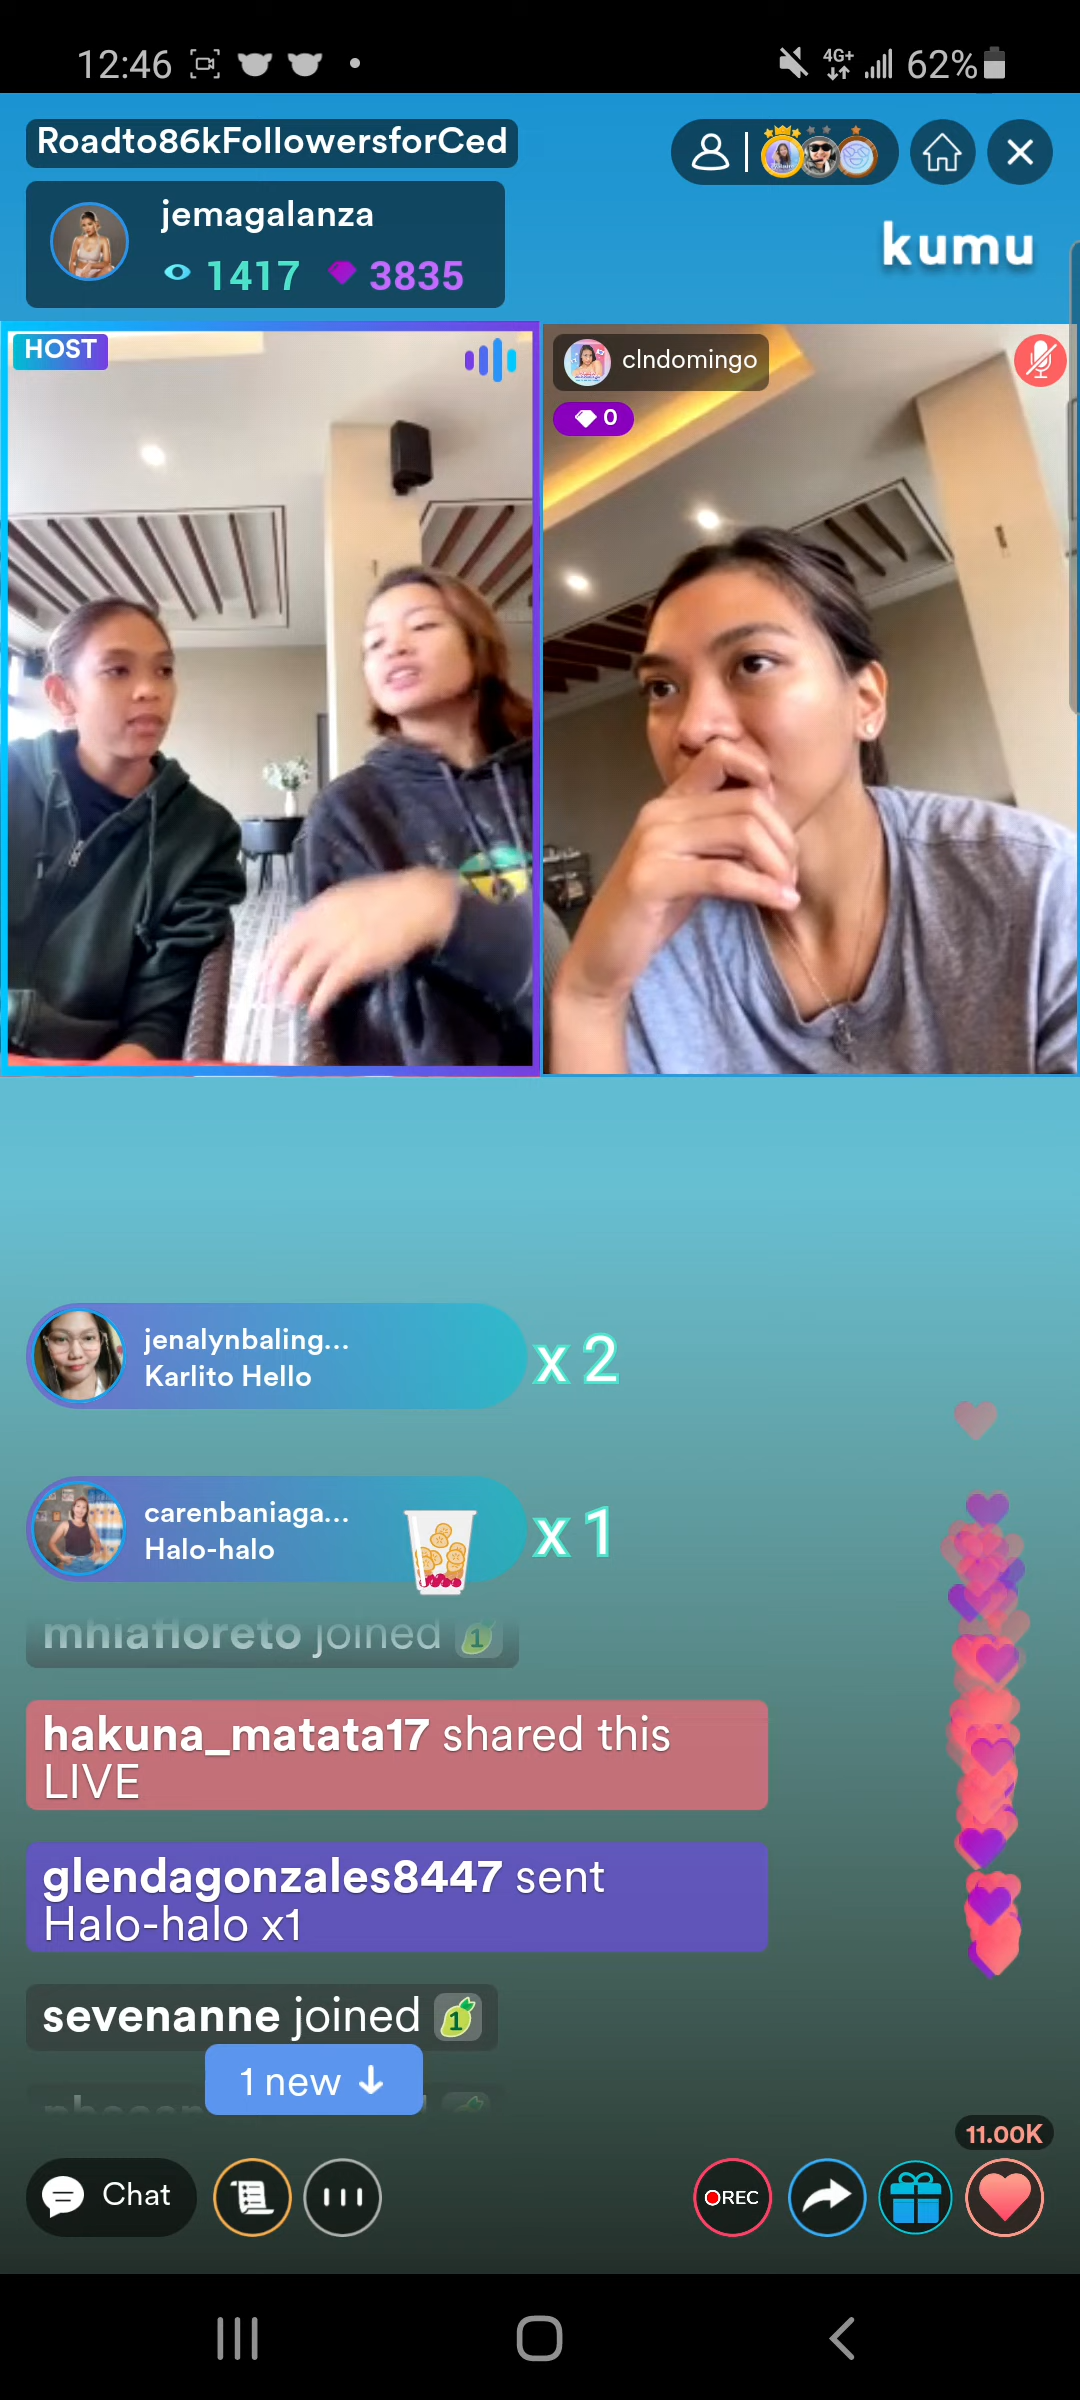 12:46
4G+
62%
Roadto86kFollowersforCed
jemagalanza
1417 3835
kumu
HOST
clndomingo
0
jenalynbaling...
Karlito Hello
x 2
carenbaniaga...
Halo-halo
x 1
mhiafloreto joined 1
hakuna_matata17 shared this
LIVE
glendagonzales8447 sent
Halo-halo x1
sevenanne joined 1
1 new
11.00K
Chat
REC